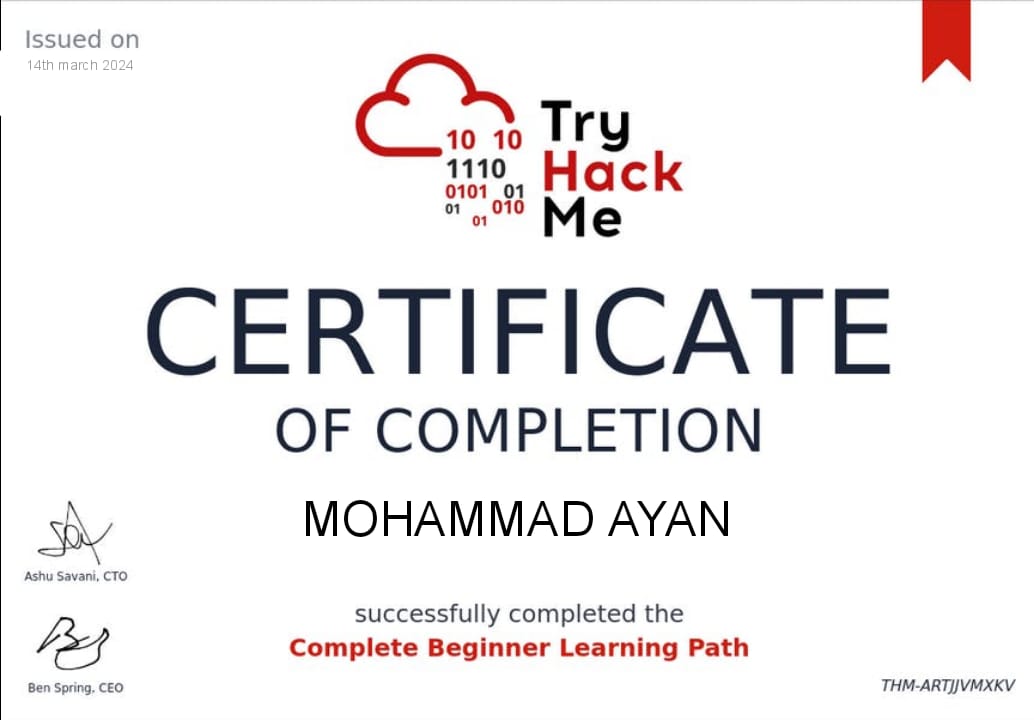 Issued on
14th march 2024
10 10
1110
0101 01
01 010
01
Try
Hack
Me
CERTIFICATE
OF COMPLETION
MOHAMMAD AYAN
Ashu Savani, CTO
successfully completed the
Complete Beginner Learning Path
Ben Spring, CEO
THM-ARTJJVMXKV